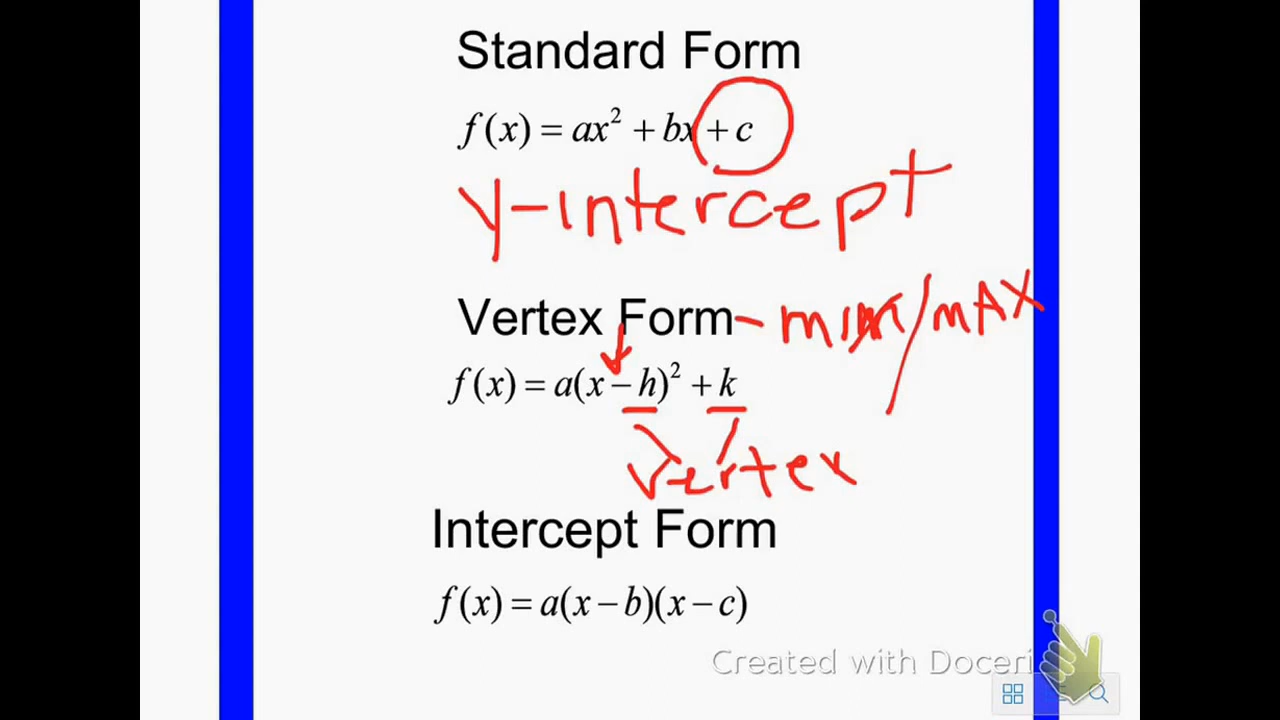 Standard Form
f(x) = ax² + bx + c
y-intercept
Vertex Form - min/mAX
f(x) = a(x − h)² + k
Vertex
Intercept Form
f(x) = a(x − b)(x − c)
Created with Doceri